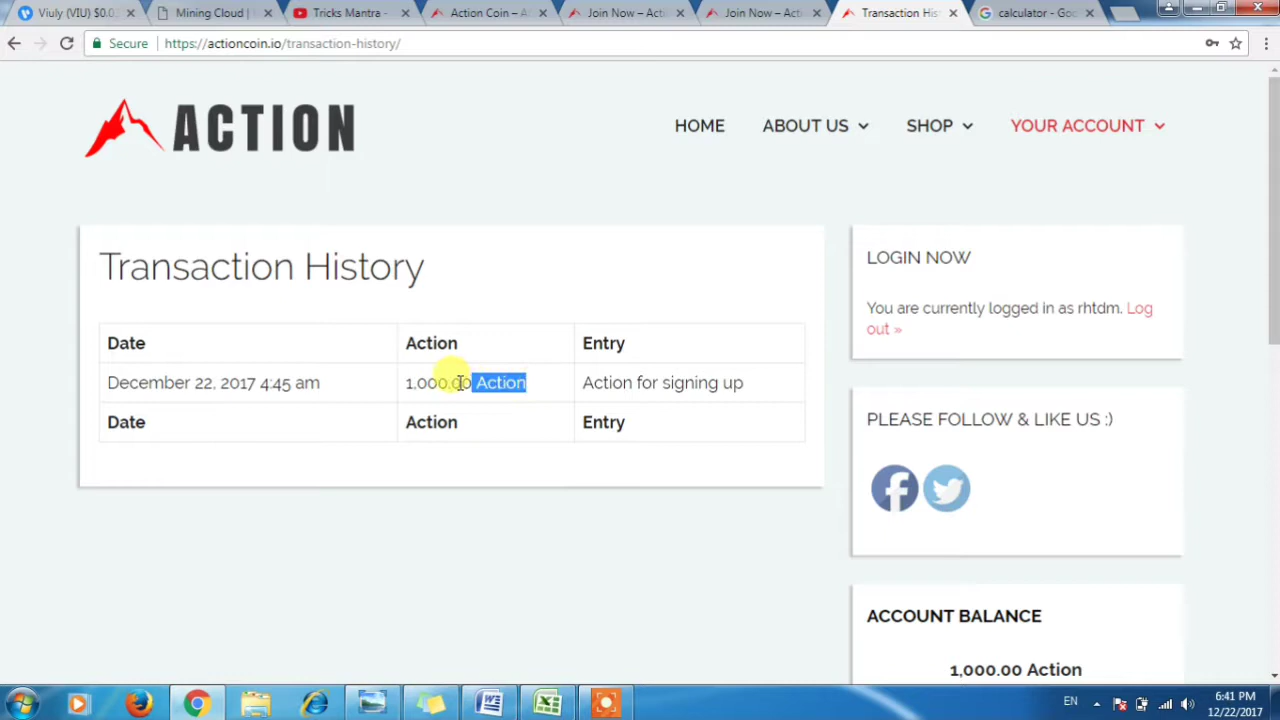 Viuly (VIU) $0.0
Mining Cloud |
Tricks Mantra -
Action Coin –
Join Now – Acti
Join Now – Acti
Transaction His
calculator - Goo
Secure https://actioncoin.io/transaction-history/
ACTION
HOME ABOUT US SHOP YOUR ACCOUNT
Transaction History
Date Action Entry
December 22, 2017 4:45 am 1,000.00 Action Action for signing up
Date Action Entry
LOGIN NOW
You are currently logged in as rhtdm. Log
out »
PLEASE FOLLOW & LIKE US :)
ACCOUNT BALANCE
1,000.00 Action
EN
6:41 PM
12/22/2017